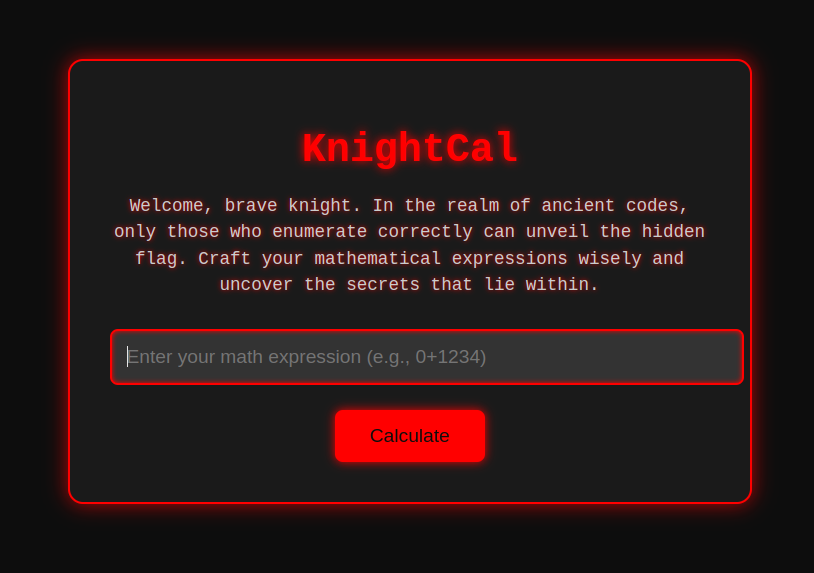 KnightCal
Welcome, brave knight. In the realm of ancient codes,
only those who enumerate correctly can unveil the hidden
flag. Craft your mathematical expressions wisely and
uncover the secrets that lie within.
Enter your math expression (e.g., 0+1234)
Calculate